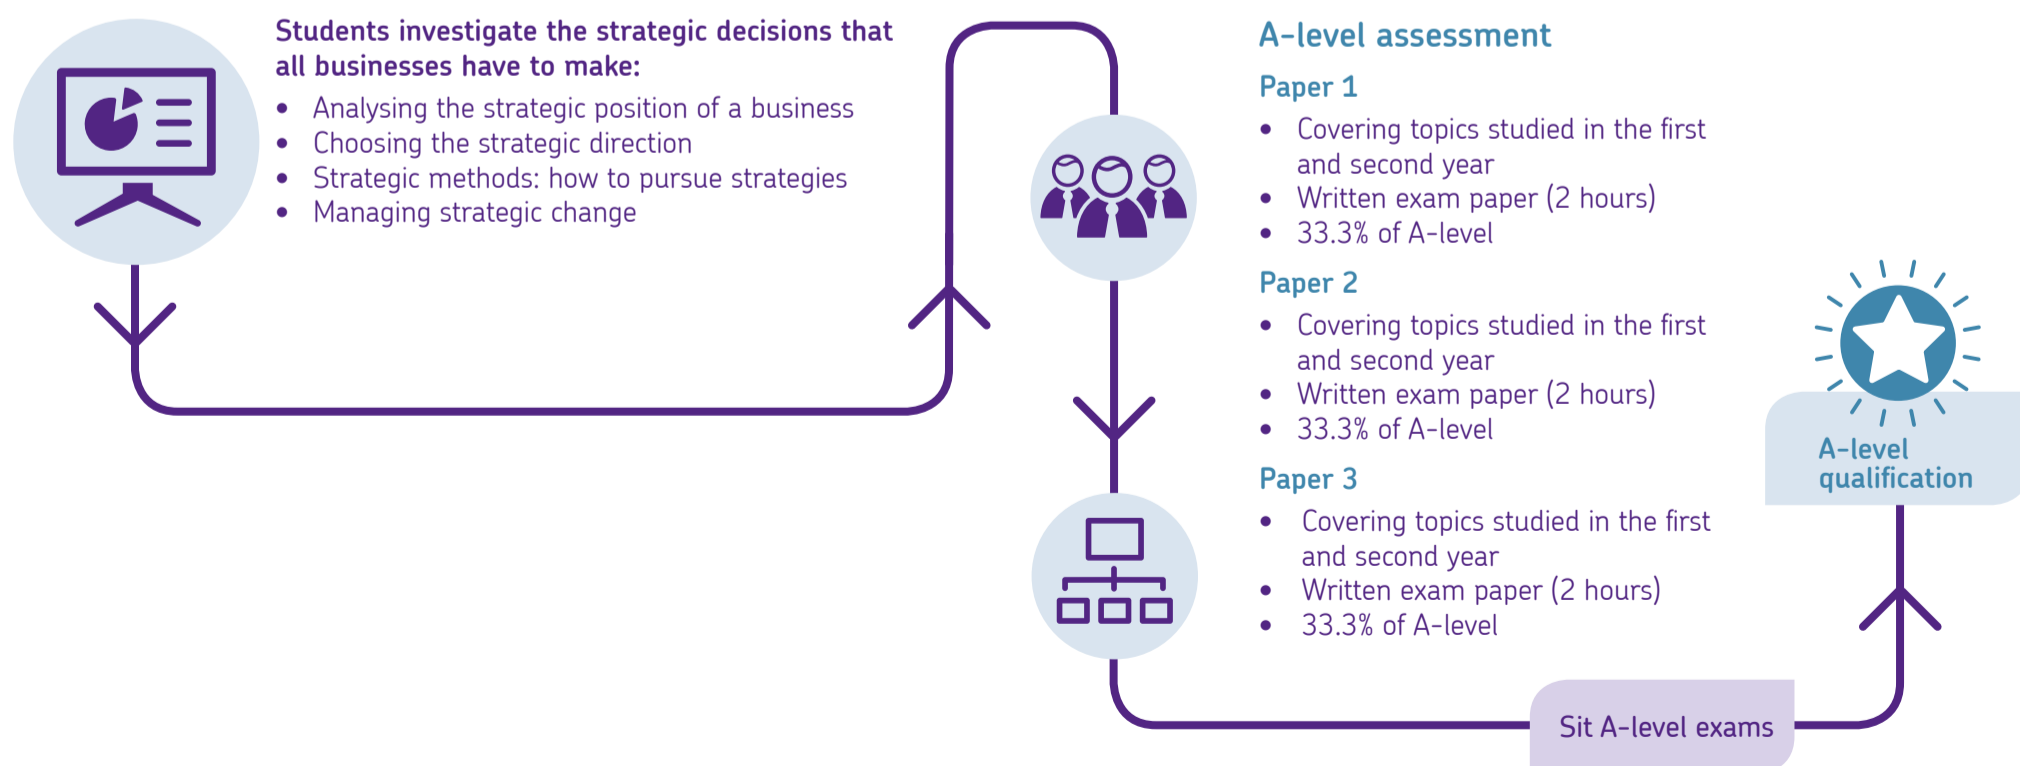 Students investigate the strategic decisions that
all businesses have to make:
• Analysing the strategic position of a business
• Choosing the strategic direction
• Strategic methods: how to pursue strategies
• Managing strategic change
A-level assessment
Paper 1
• Covering topics studied in the first
and second year
• Written exam paper (2 hours)
• 33.3% of A-level
Paper 2
• Covering topics studied in the first
and second year
• Written exam paper (2 hours)
• 33.3% of A-level
Paper 3
• Covering topics studied in the first
and second year
• Written exam paper (2 hours)
• 33.3% of A-level
Sit A-level exams
A-level
qualification